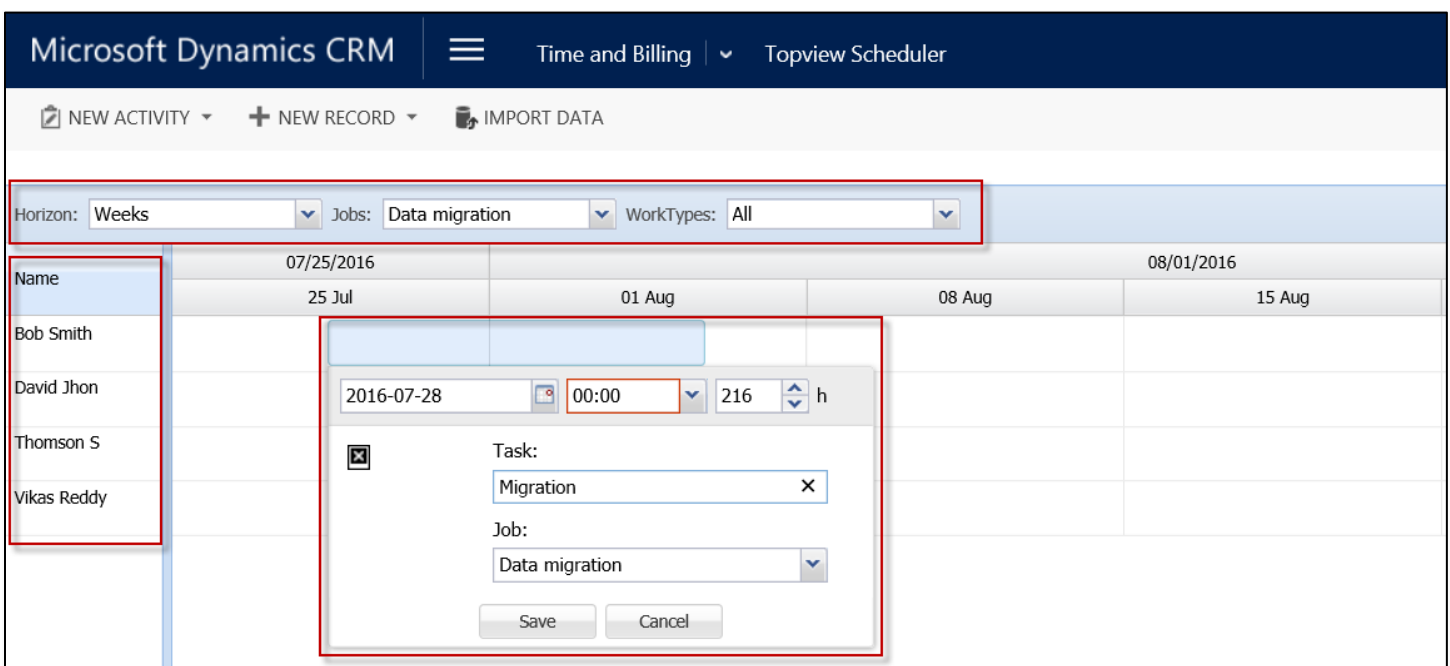 Microsoft Dynamics CRM Time and Billing Topview Scheduler
NEW ACTIVITY NEW RECORD IMPORT DATA
Horizon: Weeks Jobs: Data migration WorkTypes: All
Name 07/25/2016 08/01/2016
25 Jul 01 Aug 08 Aug 15 Aug
Bob Smith
David Jhon
2016-07-28 00:00 216 h
Thomson S
Task:
Migration
Vikas Reddy
Job:
Data migration
Save Cancel